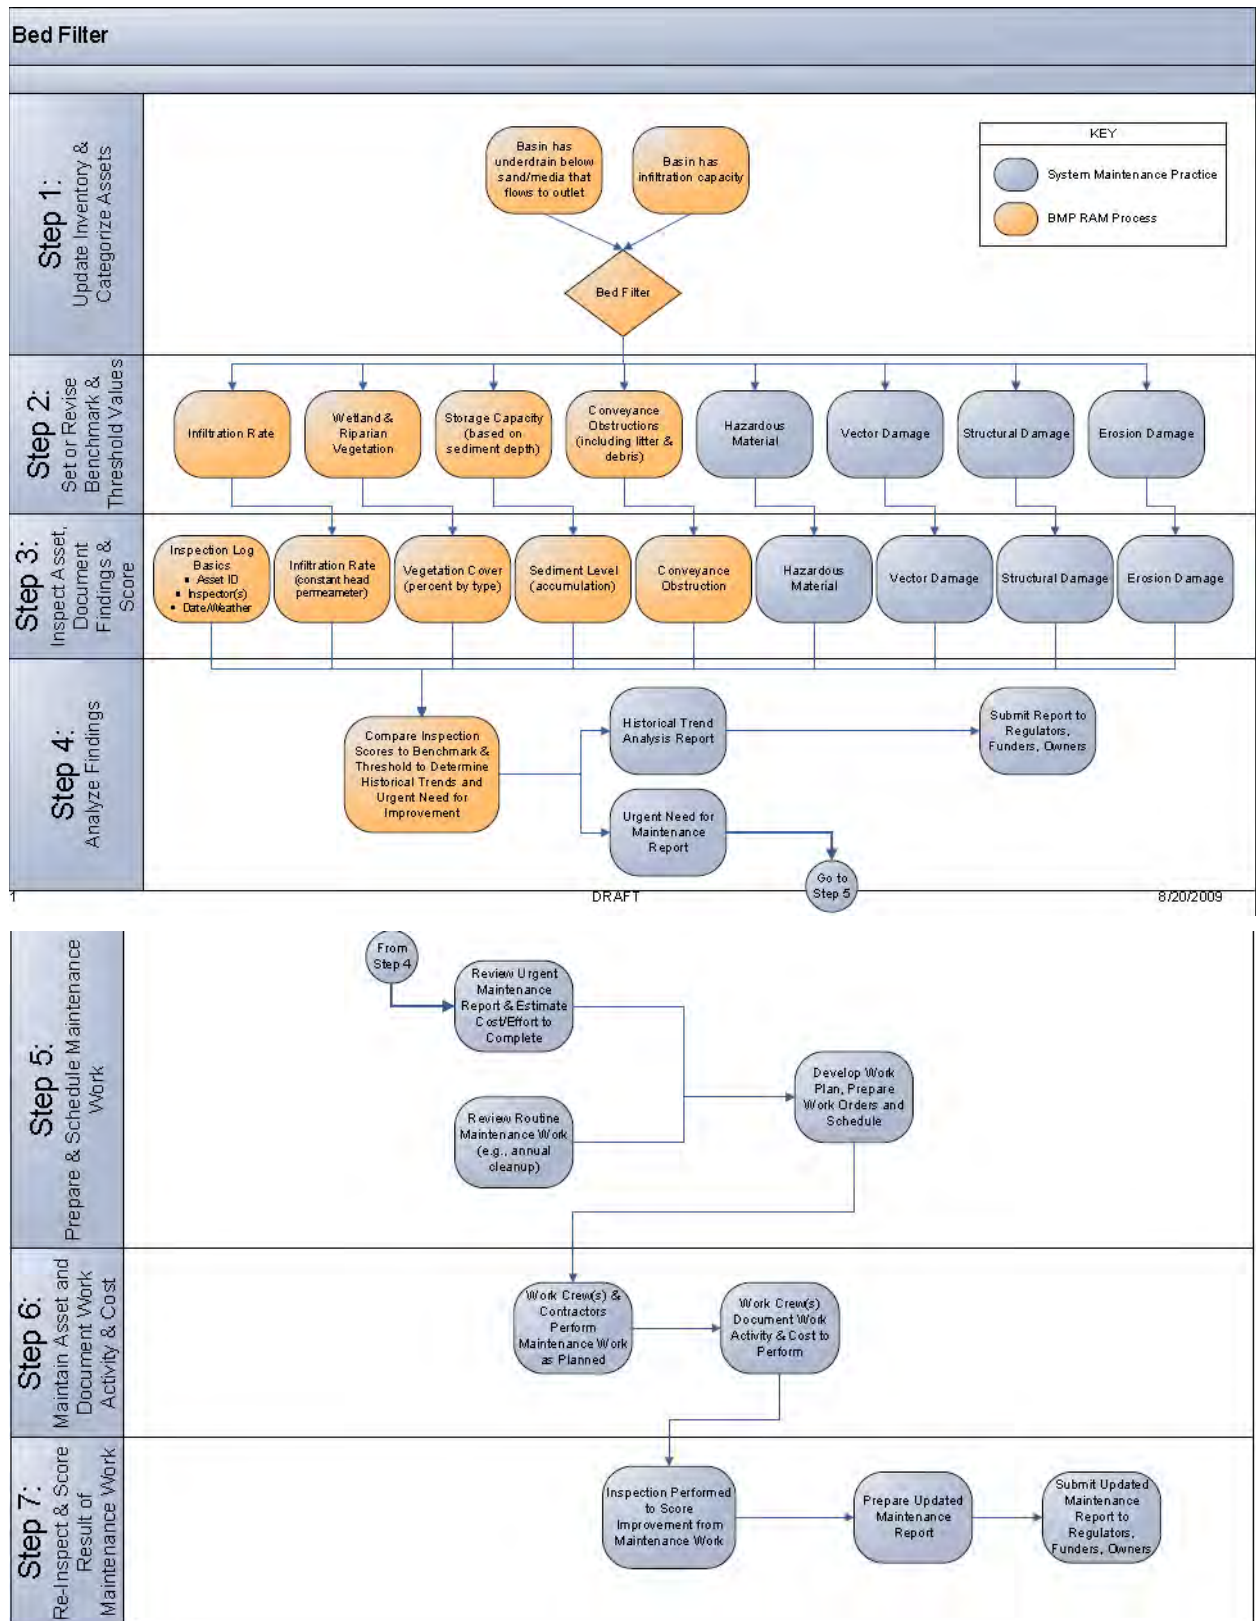 Bed Filter
Step 1:
Update Inventory &
Categorize Assets
Basin has
underdrain below
sand/media that
flows to outlet
Basin has
infiltration capacity
KEY
System Maintenance Practice
BMP RAM Process
Bed Filter
Step 2:
Set or Revise
Benchmark &
Threshold Values
Infiltration Rate
Wetland &
Riparian
Vegetation
Storage Capacity
(based on
sediment depth)
Conveyance
Obstructions
(including litter &
debris)
Hazardous
Material
Vector Damage
Structural Damage
Erosion Damage
Step 3:
Inspect Asset,
Document
Findings &
Score
Inspection Log
Basics
▪ Asset ID
▪ Inspector(s)
• Date/Weather
Infiltration Rate
(constant head
permeameter)
Vegetation Cover
(percent by type)
Sediment Level
(accumulation)
Conveyance
Obstruction
Hazardous
Material
Vector Damage
Structural Damage
Erosion Damage
Step 4:
Analyze Findings
Compare Inspection
Scores to Benchmark &
Threshold to Determine
Historical Trends and
Urgent Need for
Improvement
Historical Trend
Analysis Report
Submit Report to
Regulators,
Funders, Owners
Urgent Need for
Maintenance
Report
Go to
Step 5
1
DRAFT
8/20/2009
Step 5:
Prepare & Schedule Maintenance
Work
From
Step 4
Review Urgent
Maintenance
Report & Estimate
Cost/Effort to
Complete
Review Routine
Maintenance Work
(e.g., annual
cleanup)
Develop Work
Plan, Prepare
Work Orders and
Schedule
Step 6:
Maintain Asset and
Document Work
Activity & Cost
Work Crew(s) &
Contractors
Perform
Maintenance Work
as Planned
Work Crew(s)
Document Work
Activity & Cost to
Perform
Step 7:
Re-Inspect & Score
Result of
Maintenance Work
Inspection Performed
to Score
Improvement from
Maintenance Work
Prepare Updated
Maintenance
Report
Submit Updated
Maintenance
Report to
Regulators,
Funders, Owners